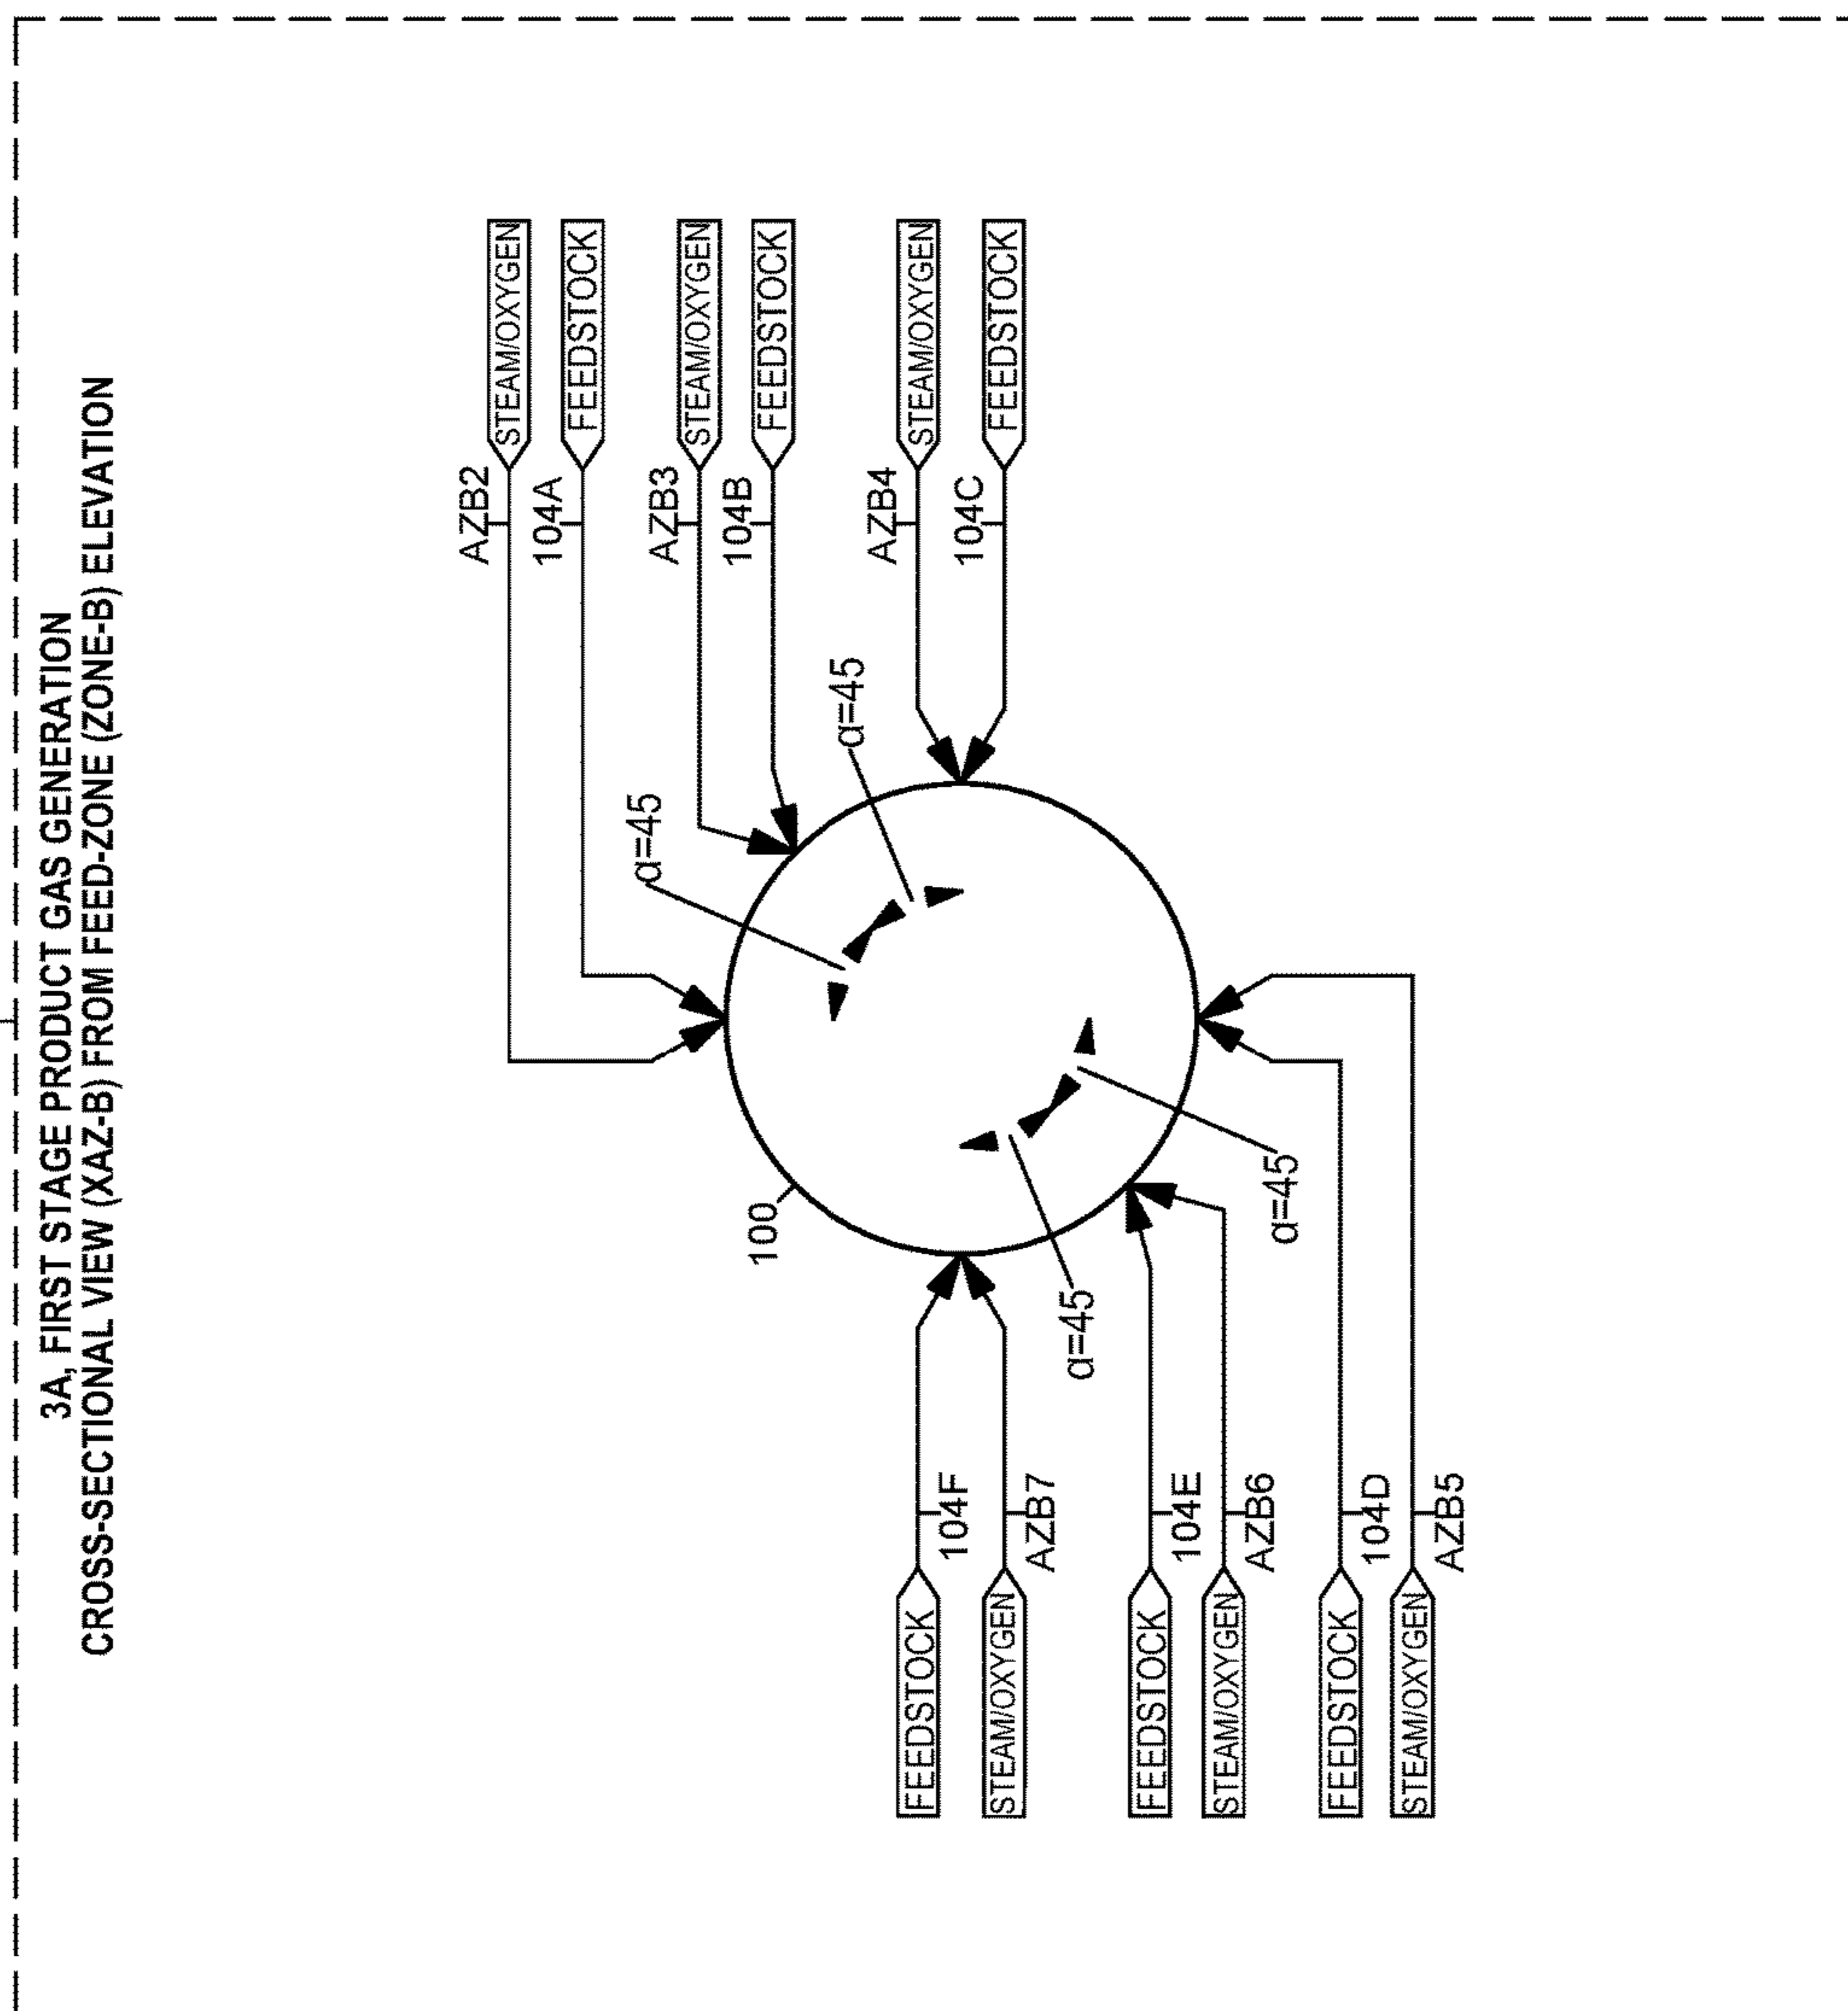 3A, FIRST STAGE PRODUCT GAS GENERATION
CROSS-SECTIONAL VIEW (XAZ-B) FROM FEED-ZONE (ZONE-B) ELEVATION
AZB2
STEAM/OXYGEN
104A
FEEDSTOCK
α=45
AZB3
STEAM/OXYGEN
104B
100
FEEDSTOCK
α=45
AZB4
FEEDSTOCK
STEAM/OXYGEN
104F
104C
STEAM/OXYGEN
FEEDSTOCK
AZB7
α=45
FEEDSTOCK
104E
STEAM/OXYGEN
AZB6
α=45
FEEDSTOCK
104D
STEAM/OXYGEN
AZB5